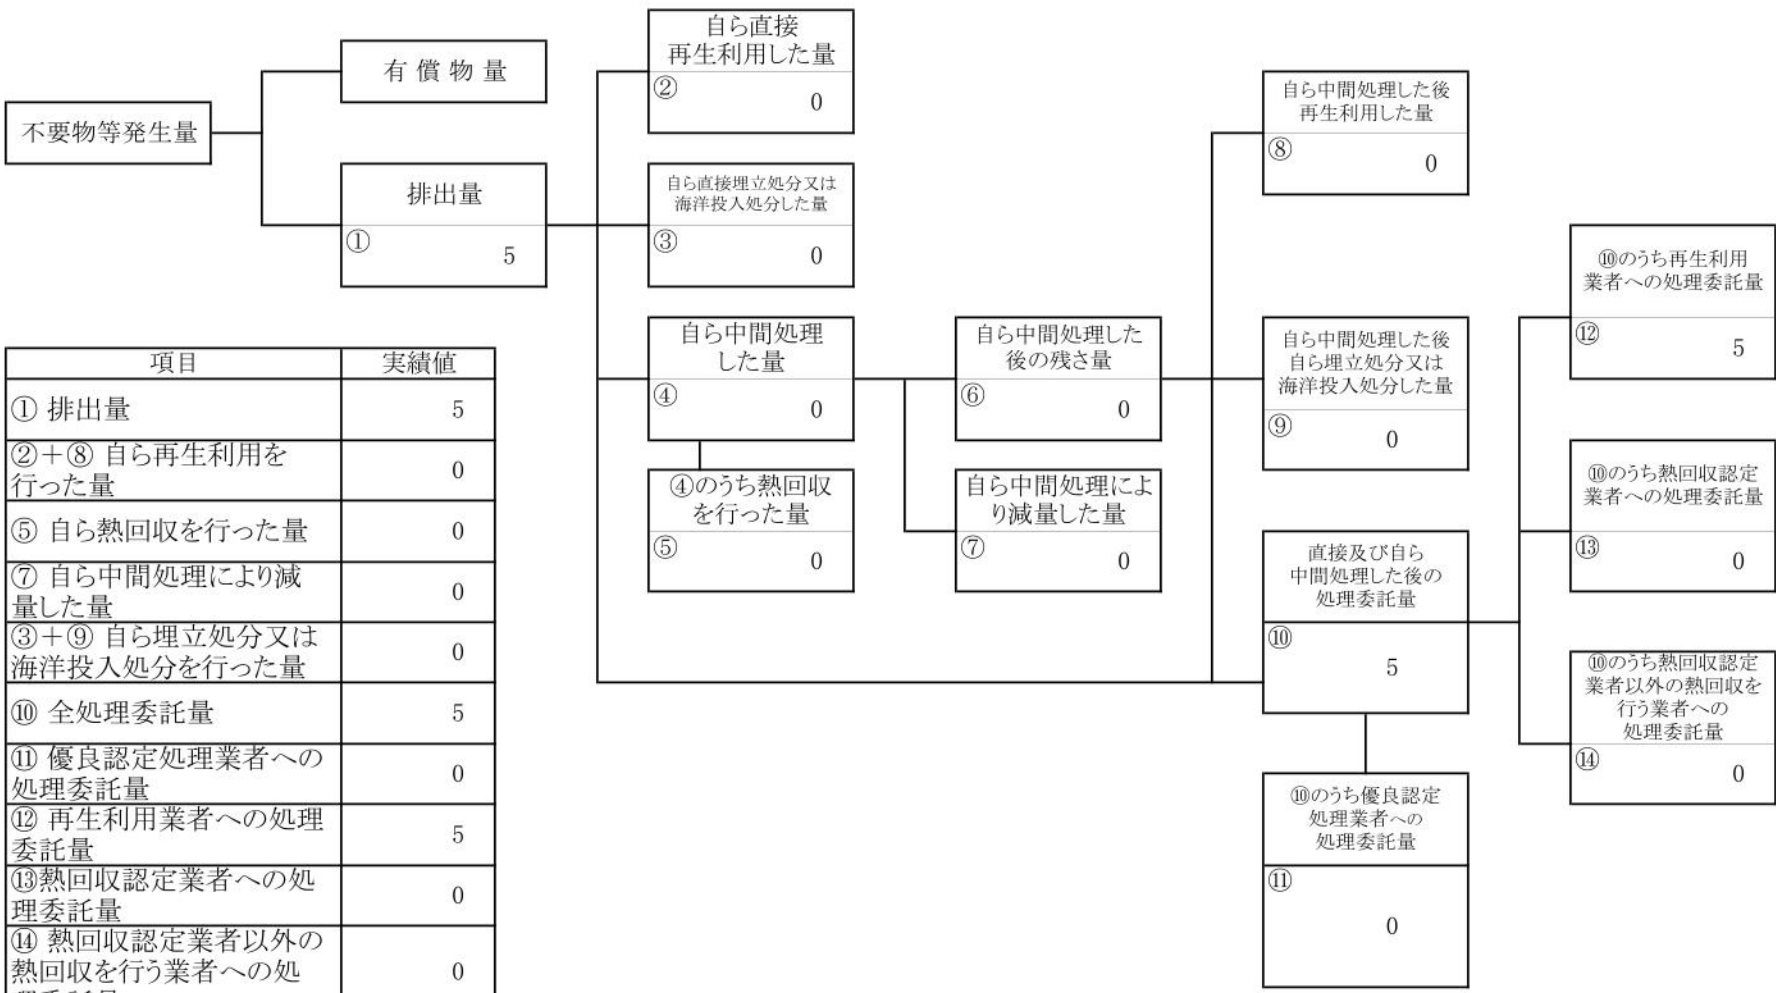 不要物等発生量
有償物量
排出量
①
5
自ら直接
再生利用した量
②
0
自ら直接埋立処分又は
海洋投入処分した量
③
0
自ら中間処理
した量
④
0
④のうち熱回収
を行った量
⑤
0
自ら中間処理した
後の残さ量
⑥
0
自ら中間処理によ
り減量した量
⑦
0
自ら中間処理した後
再生利用した量
⑧
0
自ら中間処理した後
自ら埋立処分又は
海洋投入処分した量
⑨
0
直接及び自ら
中間処理した後の
処理委託量
⑩
5
⑩のうち優良認定
処理業者への
処理委託量
⑪
0
⑩のうち再生利用
業者への処理委託量
⑫
5
⑩のうち熱回収認定
業者への処理委託量
⑬
0
⑩のうち熱回収認定
業者以外の熱回収を
行う業者への
処理委託量
⑭
0
項目 実績値
① 排出量 5
②+⑧ 自ら再生利用を
行った量 0
⑤ 自ら熱回収を行った量 0
⑦ 自ら中間処理により減
量した量 0
③+⑨ 自ら埋立処分又は
海洋投入処分を行った量 0
⑩ 全処理委託量 5
⑪ 優良認定処理業者への
処理委託量 0
⑫ 再生利用業者への処理
委託量 5
⑬熱回収認定業者への処
理委託量 0
⑭ 熱回収認定業者以外の
熱回収を行う業者への処 0